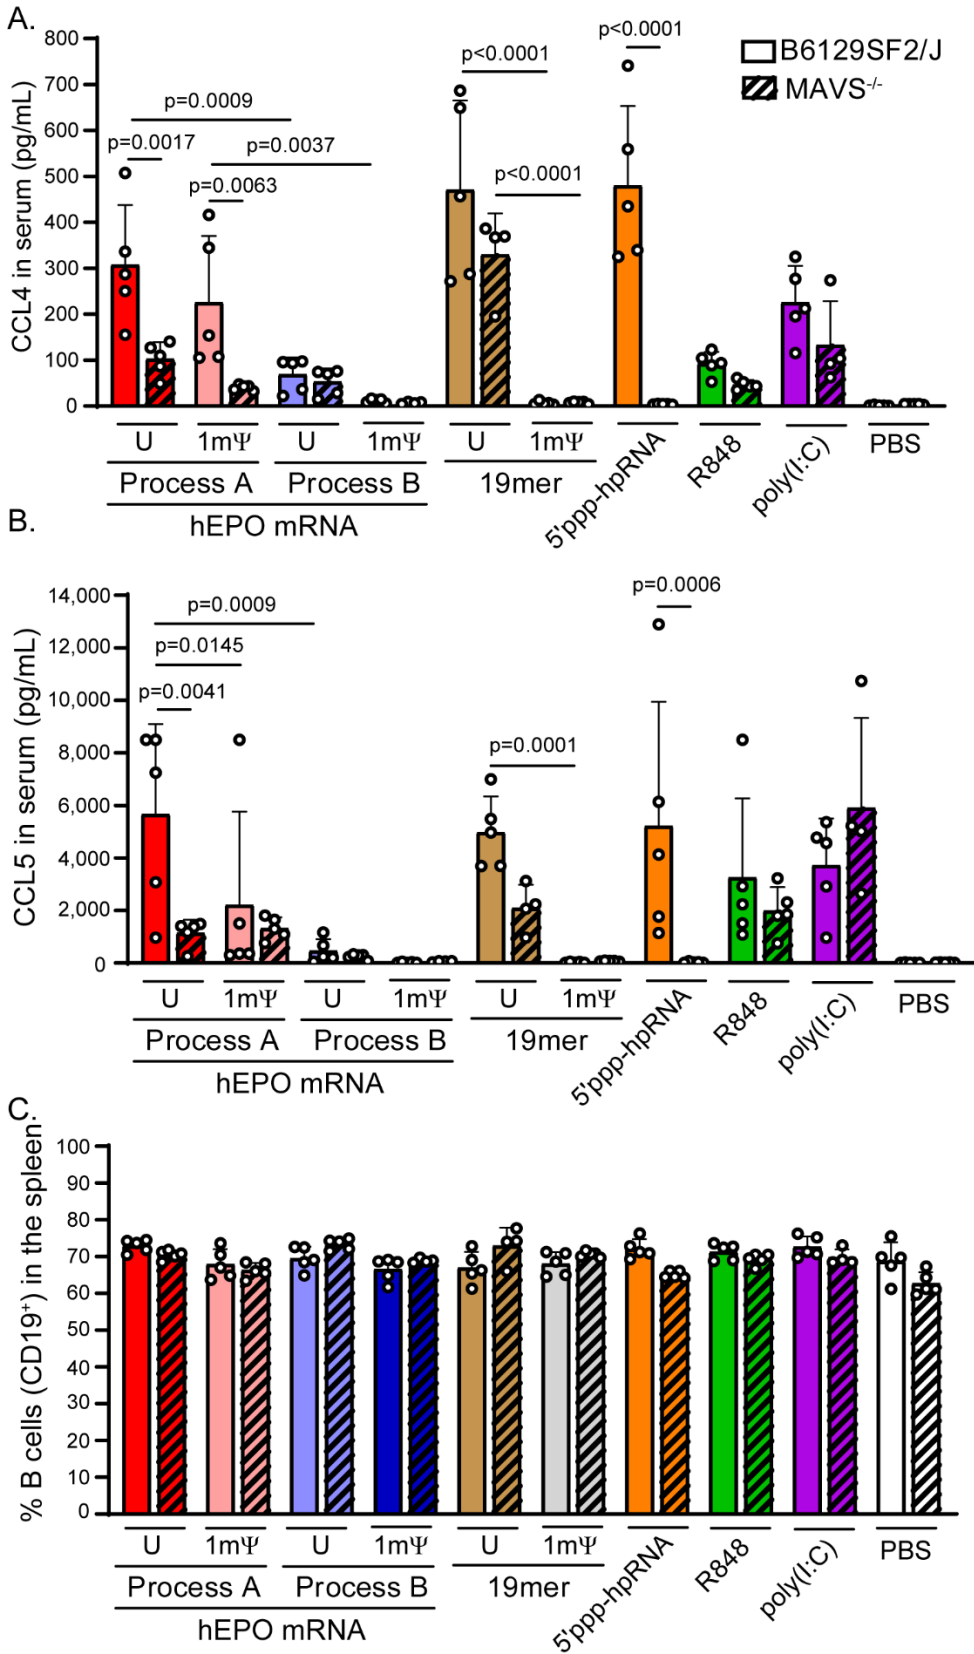 A.
CCL4 in serum (pg/mL)
800
700
600
500
400
300
200
100
0
p=0.0009
p=0.0017
p=0.0037
p=0.0063
p<0.0001
p<0.0001
p<0.0001
B6129SF2/J
MAVS-/-
U 1mΨ U 1mΨ U 1mΨ 5'ppp-hpRNA R848 poly(I:C) PBS
Process A Process B 19mer
hEPO mRNA
B.
CCL5 in serum (pg/mL)
14,000
12,000
10,000
8,000
6,000
4,000
2,000
0
p=0.0009
p=0.0145
p=0.0041
p=0.0001
p=0.0006
U 1mΨ U 1mΨ U 1mΨ 5'ppp-hpRNA R848 poly(I:C) PBS
Process A Process B 19mer
hEPO mRNA
C.
% B cells (CD19+) in the spleen
100
90
80
70
60
50
40
30
20
10
0
U 1mΨ U 1mΨ U 1mΨ 5'ppp-hpRNA R848 poly(I:C) PBS
Process A Process B 19mer
hEPO mRNA